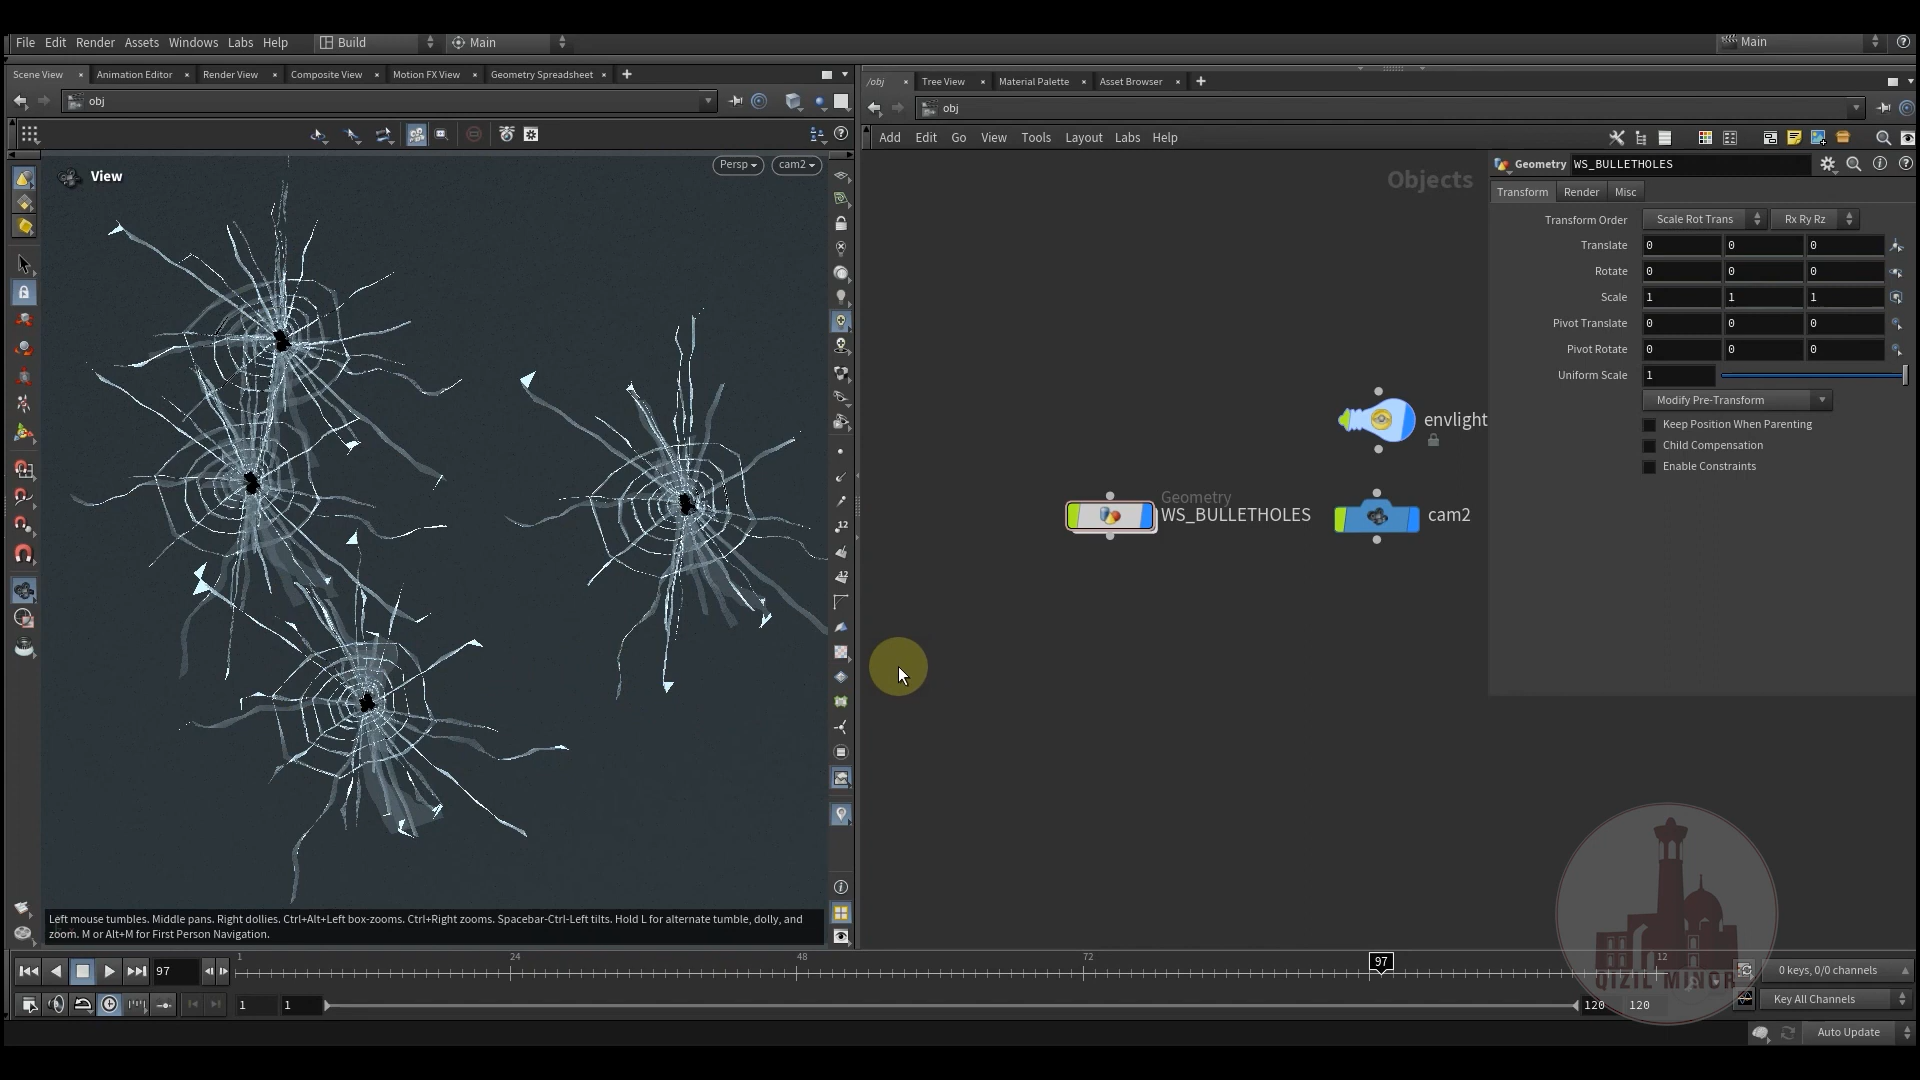 File Edit Render Assets Windows Labs Help Build Main Main
Scene View Animation Editor Render View Composite View Motion FX View Geometry Spreadsheet
/obj Tree View Material Palette Asset Browser
obj
obj
Add Edit Go View Tools Layout Labs Help
View
Persp cam2
Objects
Geometry WS_BULLETHOLES
Transform Render Misc
Transform Order Scale Rot Trans Rx Ry Rz
Translate 0 0 0
Rotate 0 0 0
Scale 1 1 1
Pivot Translate 0 0 0
Pivot Rotate 0 0 0
Uniform Scale 1
Modify Pre-Transform
Keep Position When Parenting
Child Compensation
Enable Constraints
envlight
Geometry
WS_BULLETHOLES
cam2
12
12
Left mouse tumbles. Middle pans. Right dollies. Ctrl+Alt+Left box-zooms. Ctrl+Right zooms. Spacebar-Ctrl-Left tilts. Hold L for alternate tumble, dolly, and
zoom. M or Alt+M for First Person Navigation.
97
1 24 48 72 97 12
QIZIL MINOR
0 keys, 0/0 channels
1 1 120 120
Key All Channels
Auto Update